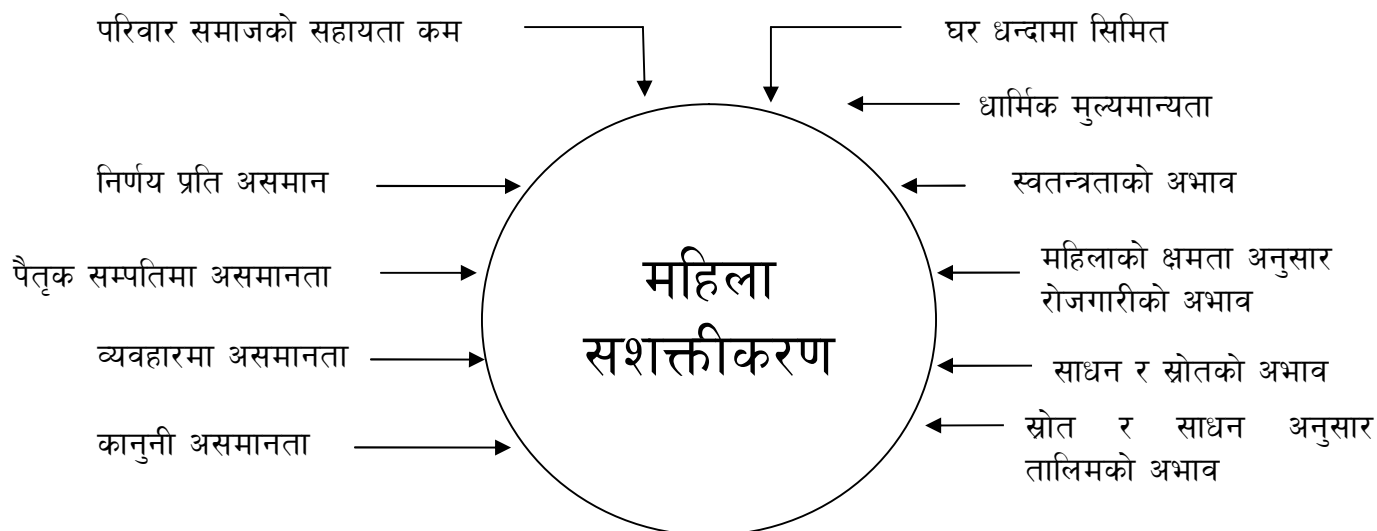 परिवार समाजको सहायता कम
घर धन्दामा सिमित
धार्मिक मुल्यमान्यता
निर्णय प्रति असमान
स्वतन्त्रताको अभाव
पैतृक सम्पतिमा असमानता
महिला
सशक्तीकरण
महिलाको क्षमता अनुसार
रोजगारीको अभाव
व्यवहारमा असमानता
साधन र स्रोतको अभाव
कानुनी असमानता
स्रोत र साधन अनुसार
तालिमको अभाव